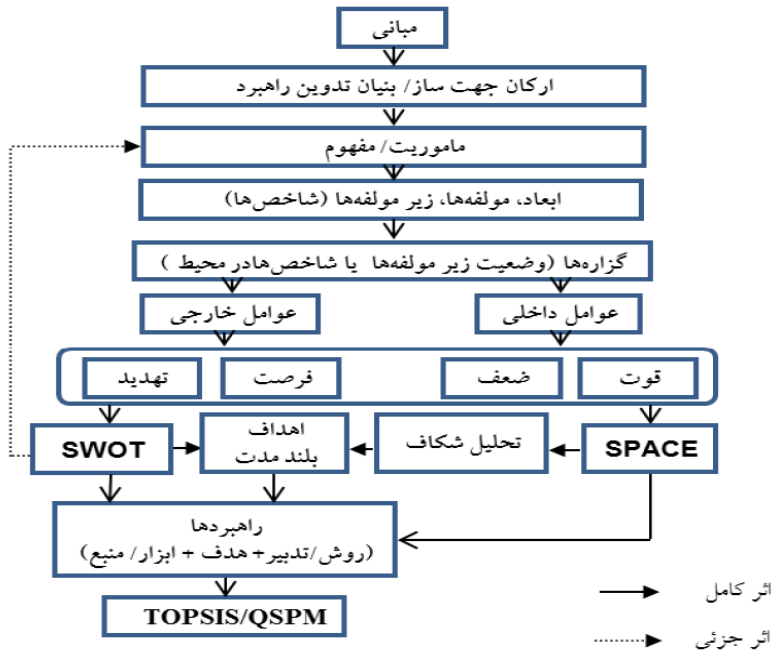 مبانی
ارکان جهت ساز/ بنیان تدوین راهبرد
ماموریت/ مفهوم
ابعاد، مولفه‌ها، زیر مولفه‌ها (شاخص‌ها)
گزاره‌ها (وضعیت زیر مولفه‌ها یا شاخص‌هادر محیط )
عوامل داخلی
عوامل خارجی
قوت
ضعف
فرصت
تهدید
SPACE
تحلیل شکاف
اهداف
بلند مدت
SWOT
راهبردها
(روش/تدبیر+ هدف + ابزار/ منبع)
TOPSIS/QSPM
اثر کامل
اثر جزئی